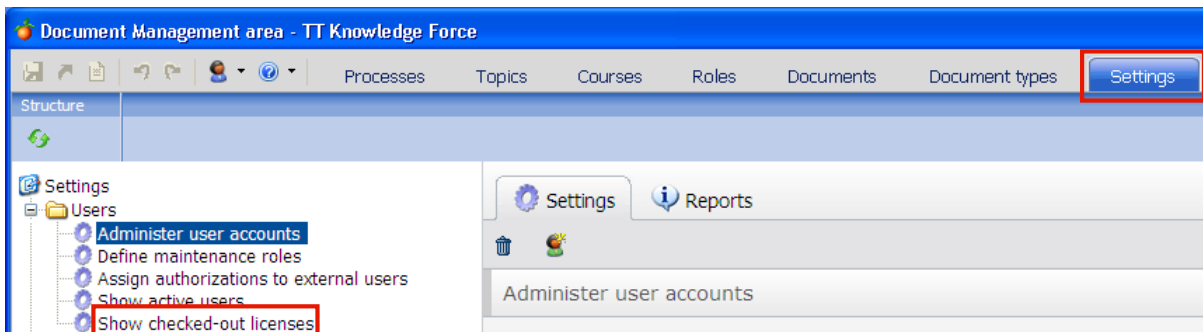 Document Management area - TT Knowledge Force
Processes Topics Courses Roles Documents Document types Settings
Structure
Settings
Users
Administer user accounts
Define maintenance roles
Assign authorizations to external users
Show active users
Show checked-out licenses
Settings Reports
Administer user accounts